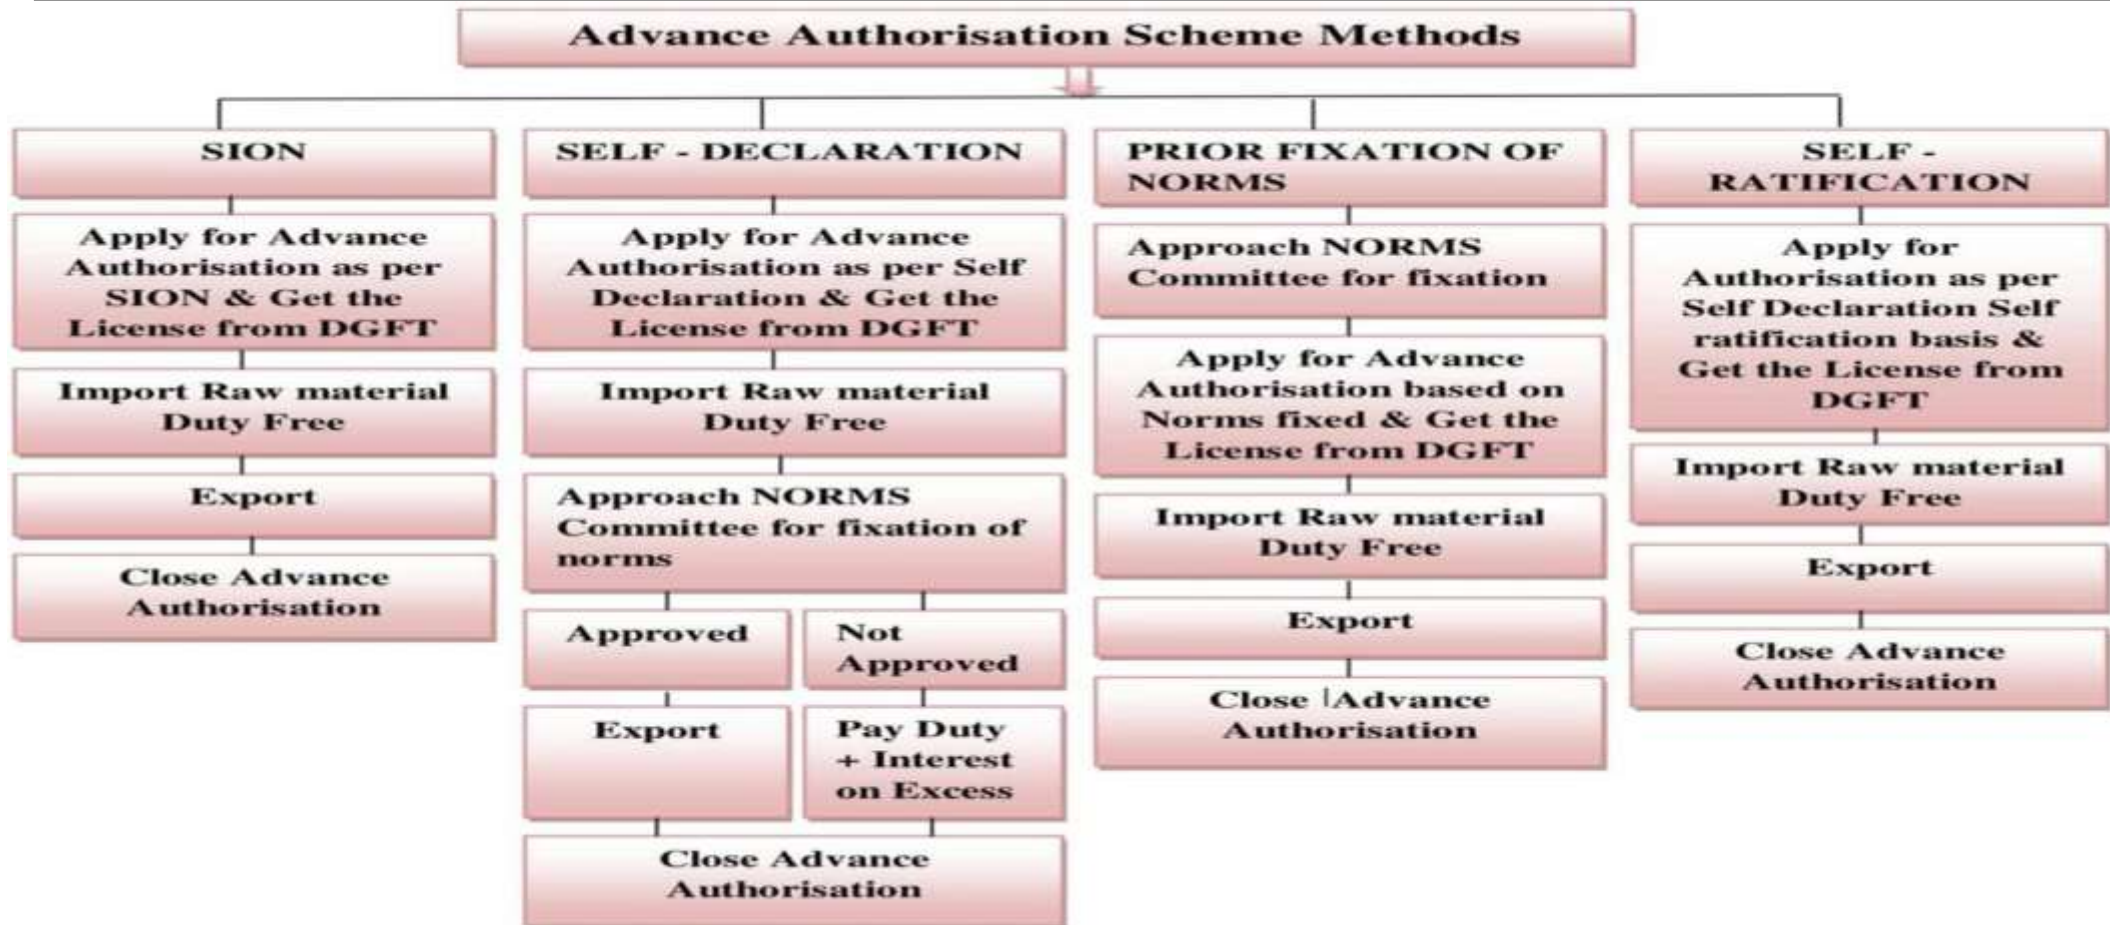 Advance Authorisation Scheme Methods
SION
Apply for Advance
Authorisation as per
SION & Get the
License from DGFT
Import Raw material
Duty Free
Export
Close Advance
Authorisation
SELF - DECLARATION
Apply for Advance
Authorisation as per Self
Declaration & Get the
License from DGFT
Import Raw material
Duty Free
Approach NORMS
Committee for fixation of
norms
Approved
Export
Not
Approved
Pay Duty
+ Interest
on Excess
Close Advance
Authorisation
PRIOR FIXATION OF
NORMS
Approach NORMS
Committee for fixation
Apply for Advance
Authorisation based on
Norms fixed & Get the
License from DGFT
Import Raw material
Duty Free
Export
Close Advance
Authorisation
SELF -
RATIFICATION
Apply for
Authorisation as per
Self Declaration Self
ratification basis &
Get the License from
DGFT
Import Raw material
Duty Free
Export
Close Advance
Authorisation